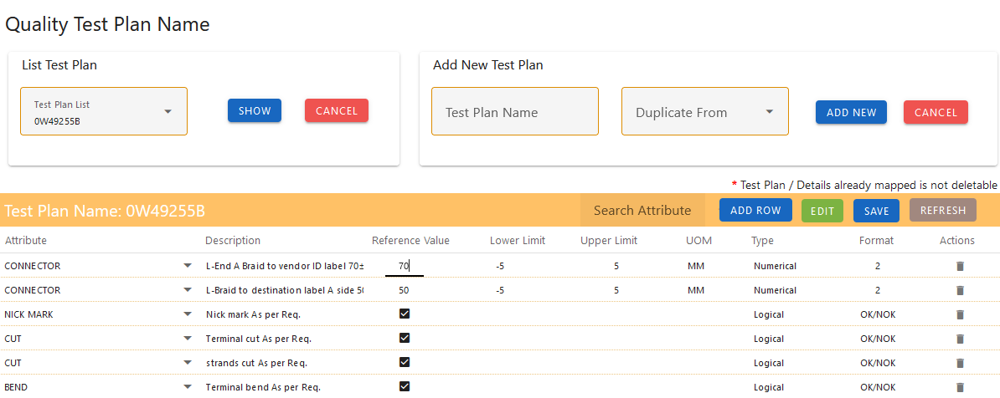 Quality Test Plan Name
List Test Plan
Test Plan List
0W49255B
SHOW
CANCEL
Add New Test Plan
Test Plan Name
Duplicate From
ADD NEW
CANCEL
* Test Plan / Details already mapped is not deletable
Test Plan Name: 0W49255B
Search Attribute
ADD ROW
EDIT
SAVE
REFRESH
Attribute Description Reference Value Lower Limit Upper Limit UOM Type Format Actions
CONNECTOR L-End A Braid to vendor ID label 70± 70 -5 5 MM Numerical 2
CONNECTOR L-Braid to destination label A side 50 50 -5 5 MM Numerical 2
NICK MARK Nick mark As per Req. Logical OK/NOK
CUT Terminal cut As per Req. Logical OK/NOK
CUT strands cut As per Req. Logical OK/NOK
BEND Terminal bend As per Req. Logical OK/NOK